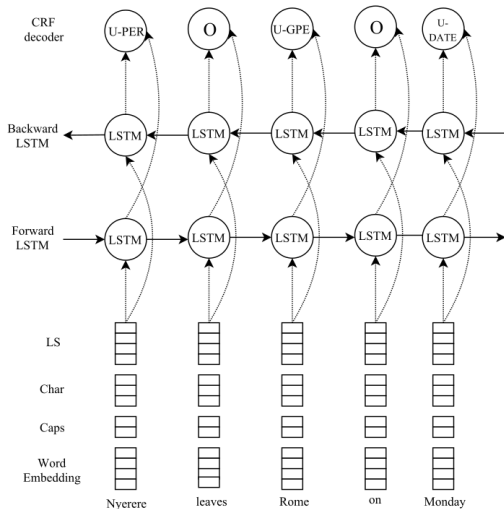 CRF
decoder
U-PER
O
U-GPE
O
U-
DATE
Backward
LSTM
LSTM
LSTM
LSTM
LSTM
LSTM
Forward
LSTM
LSTM
LSTM
LSTM
LSTM
LSTM
LS
Char
Caps
Word
Embedding
Nyerere
leaves
Rome
on
Monday